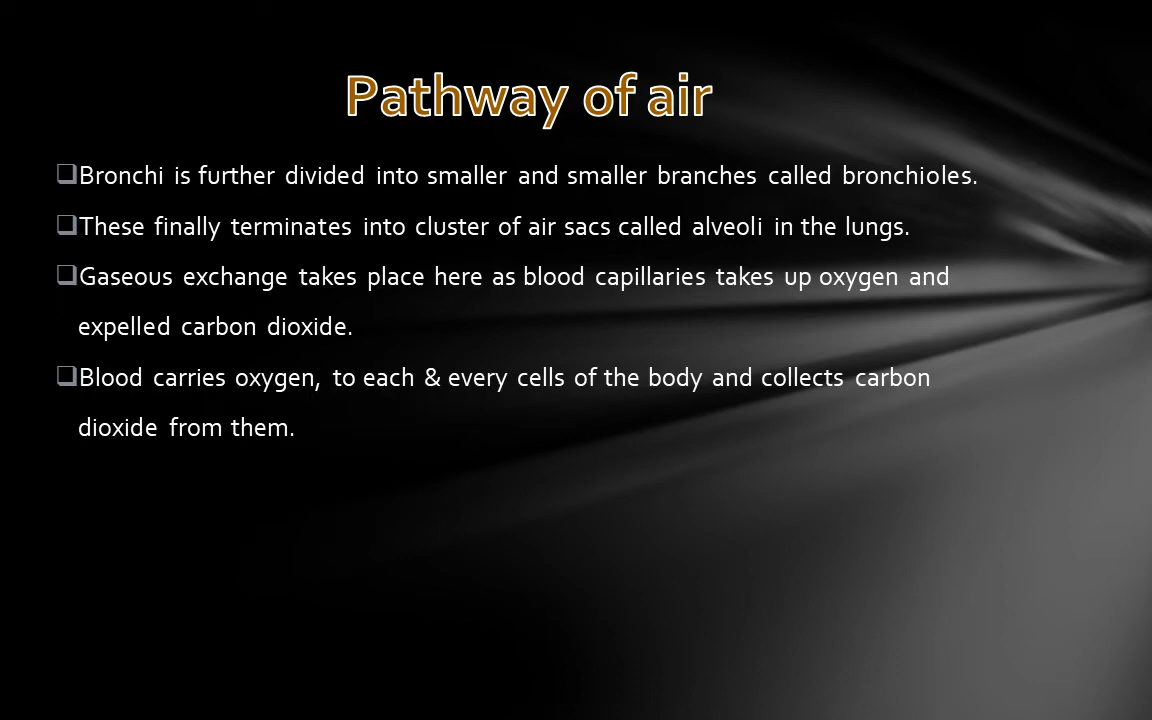 Pathway of air
❑Bronchi is further divided into smaller and smaller branches called bronchioles.
❑These finally terminates into cluster of air sacs called alveoli in the lungs.
❑Gaseous exchange takes place here as blood capillaries takes up oxygen and
expelled carbon dioxide.
❑Blood carries oxygen, to each & every cells of the body and collects carbon
dioxide from them.